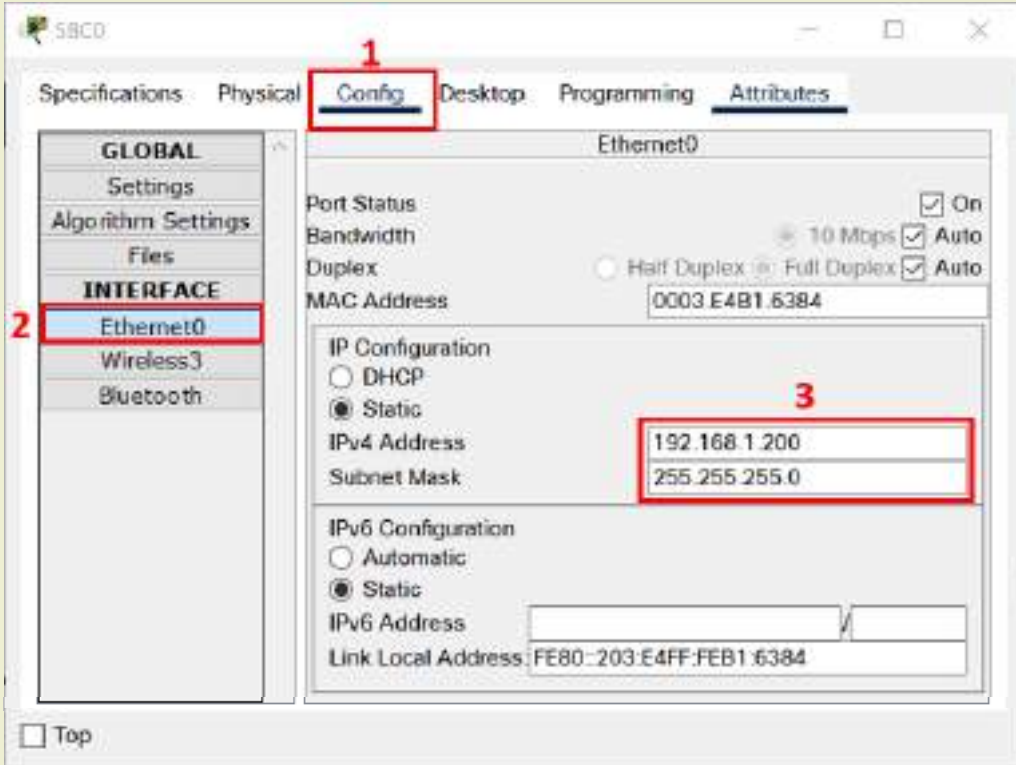 SBC0
1
Specifications Physical Config Desktop Programming Attributes
GLOBAL
Settings
Algorithm Settings
Files
INTERFACE
2
Ethernet0
Wireless3
Bluetooth
Ethernet0
Port Status On
Bandwidth 10 Mbps Auto
Duplex Half Duplex Full Duplex Auto
MAC Address 0003.E4B1.6384
IP Configuration
DHCP
Static
3
IPv4 Address 192.168.1.200
Subnet Mask 255.255.255.0
IPv6 Configuration
Automatic
Static
IPv6 Address /
Link Local Address: FE80::203:E4FF:FEB1:6384
Top